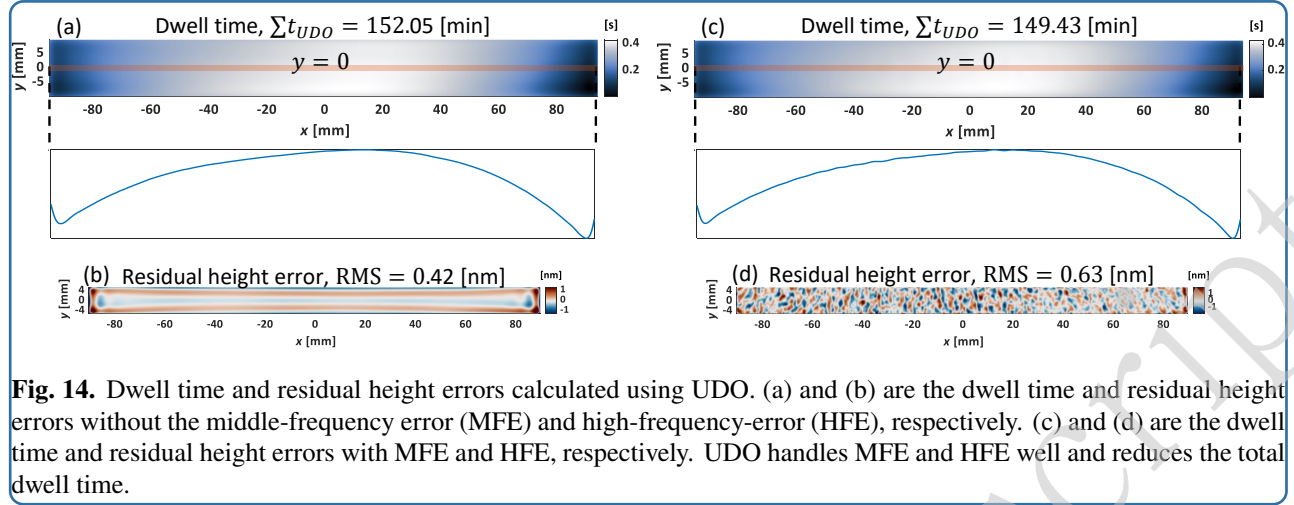 (a) Dwell time, ∑t_UDO = 152.05 [min] [s]
y [mm] 5 0 -5 y = 0 0.4 0.2
-80 -60 -40 -20 0 20 40 60 80
x [mm]
(b) Residual height error, RMS = 0.42 [nm] [nm]
y [mm] 4 0 -4 1 0 -1
-80 -60 -40 -20 0 20 40 60 80
x [mm]
(c) Dwell time, ∑t_UDO = 149.43 [min] [s]
y [mm] 5 0 -5 y = 0 0.4 0.2
-80 -60 -40 -20 0 20 40 60 80
x [mm]
(d) Residual height error, RMS = 0.63 [nm] [nm]
y [mm] 4 0 -4 1 0 -1
-80 -60 -40 -20 0 20 40 60 80
x [mm]
Fig. 14. Dwell time and residual height errors calculated using UDO. (a) and (b) are the dwell time and residual height
errors without the middle-frequency error (MFE) and high-frequency-error (HFE), respectively. (c) and (d) are the dwell
time and residual height errors with MFE and HFE, respectively. UDO handles MFE and HFE well and reduces the total
dwell time.
script